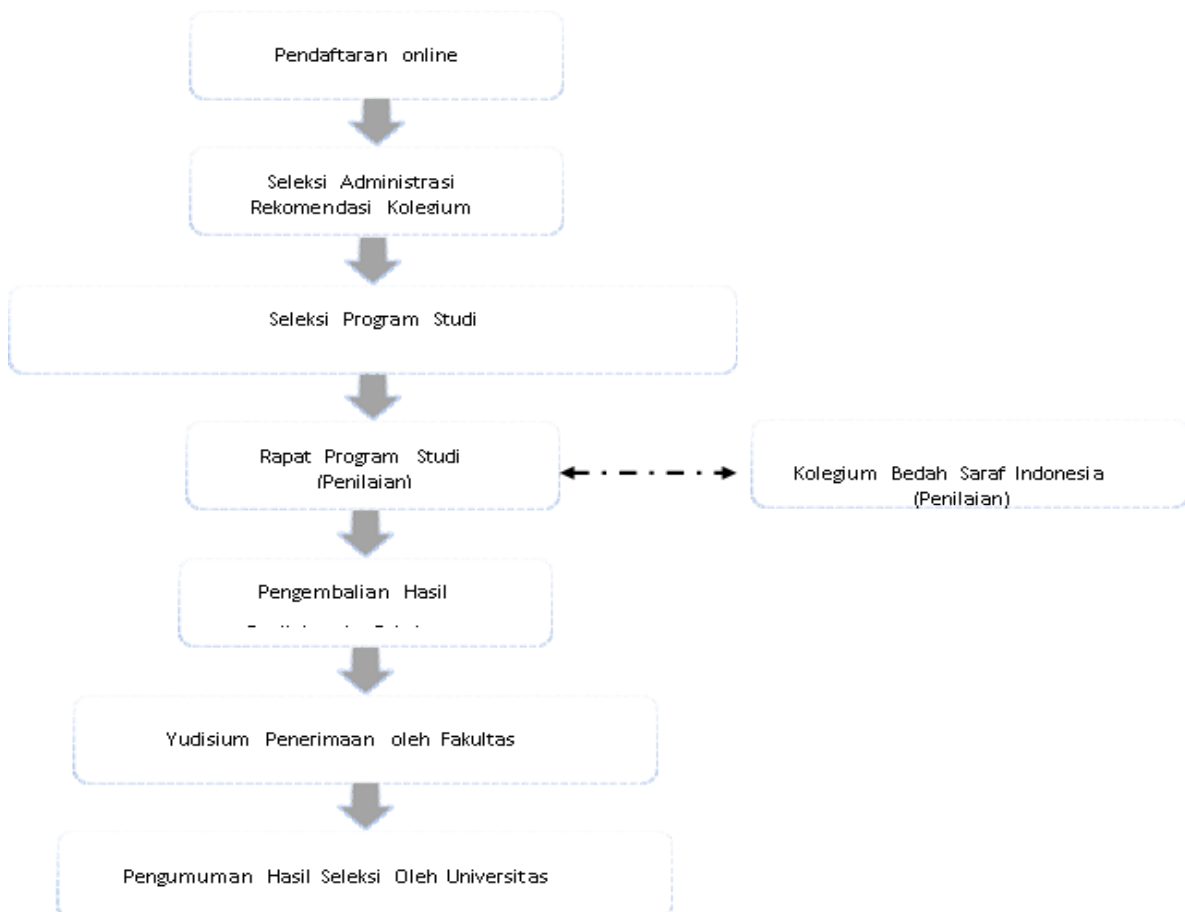 Pendaftaran online
Seleksi Administrasi
Rekomendasi Kolegium
Seleksi Program Studi
Rapat Program Studi
(Penilaian)
Kolegium Bedah Saraf Indonesia
(Penilaian)
Pengembalian Hasil
Yudisium Penerimaan oleh Fakultas
Pengumuman Hasil Seleksi Oleh Universitas